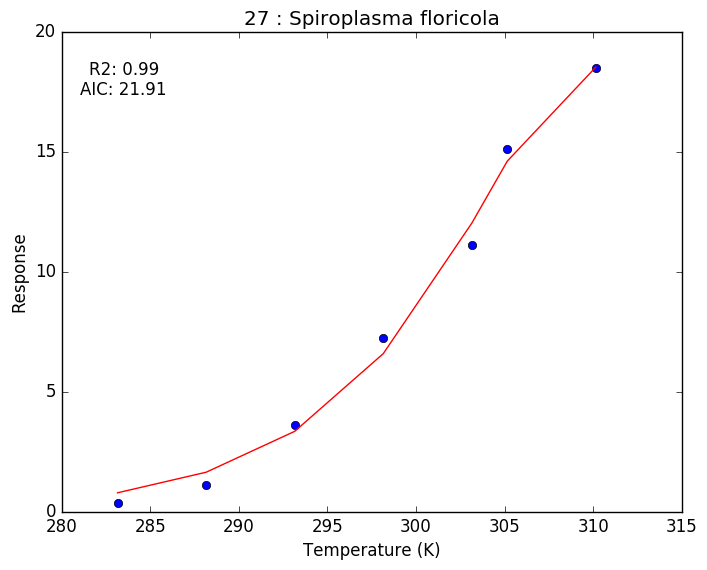 27 : Spiroplasma floricola
R2: 0.99
AIC: 21.91
20
15
10
5
0
Response
280 285 290 295 300 305 310 315
Temperature (K)